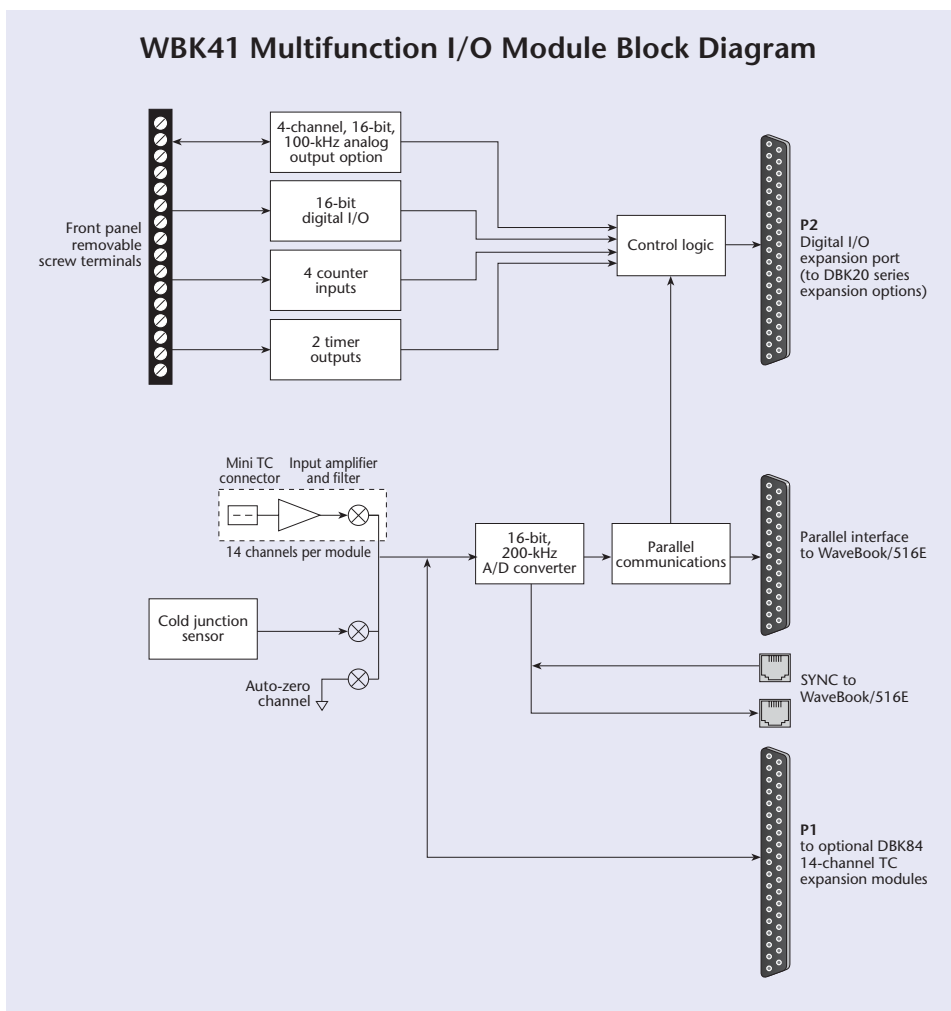 WBK41 Multifunction I/O Module Block Diagram
4-channel, 16-bit,
100-kHz analog
output option
16-bit
digital I/O
4 counter
inputs
2 timer
outputs
Front panel
removable
screw terminals
Control logic
P2
Digital I/O
expansion port
(to DBK20 series
expansion options)
Mini TC
connector
Input amplifier
and filter
14 channels per module
16-bit,
200-kHz
A/D converter
Parallel
communications
Parallel interface
to WaveBook/516E
Cold junction
sensor
Auto-zero
channel
SYNC to
WaveBook/516E
P1
to optional DBK84
14-channel TC
expansion modules